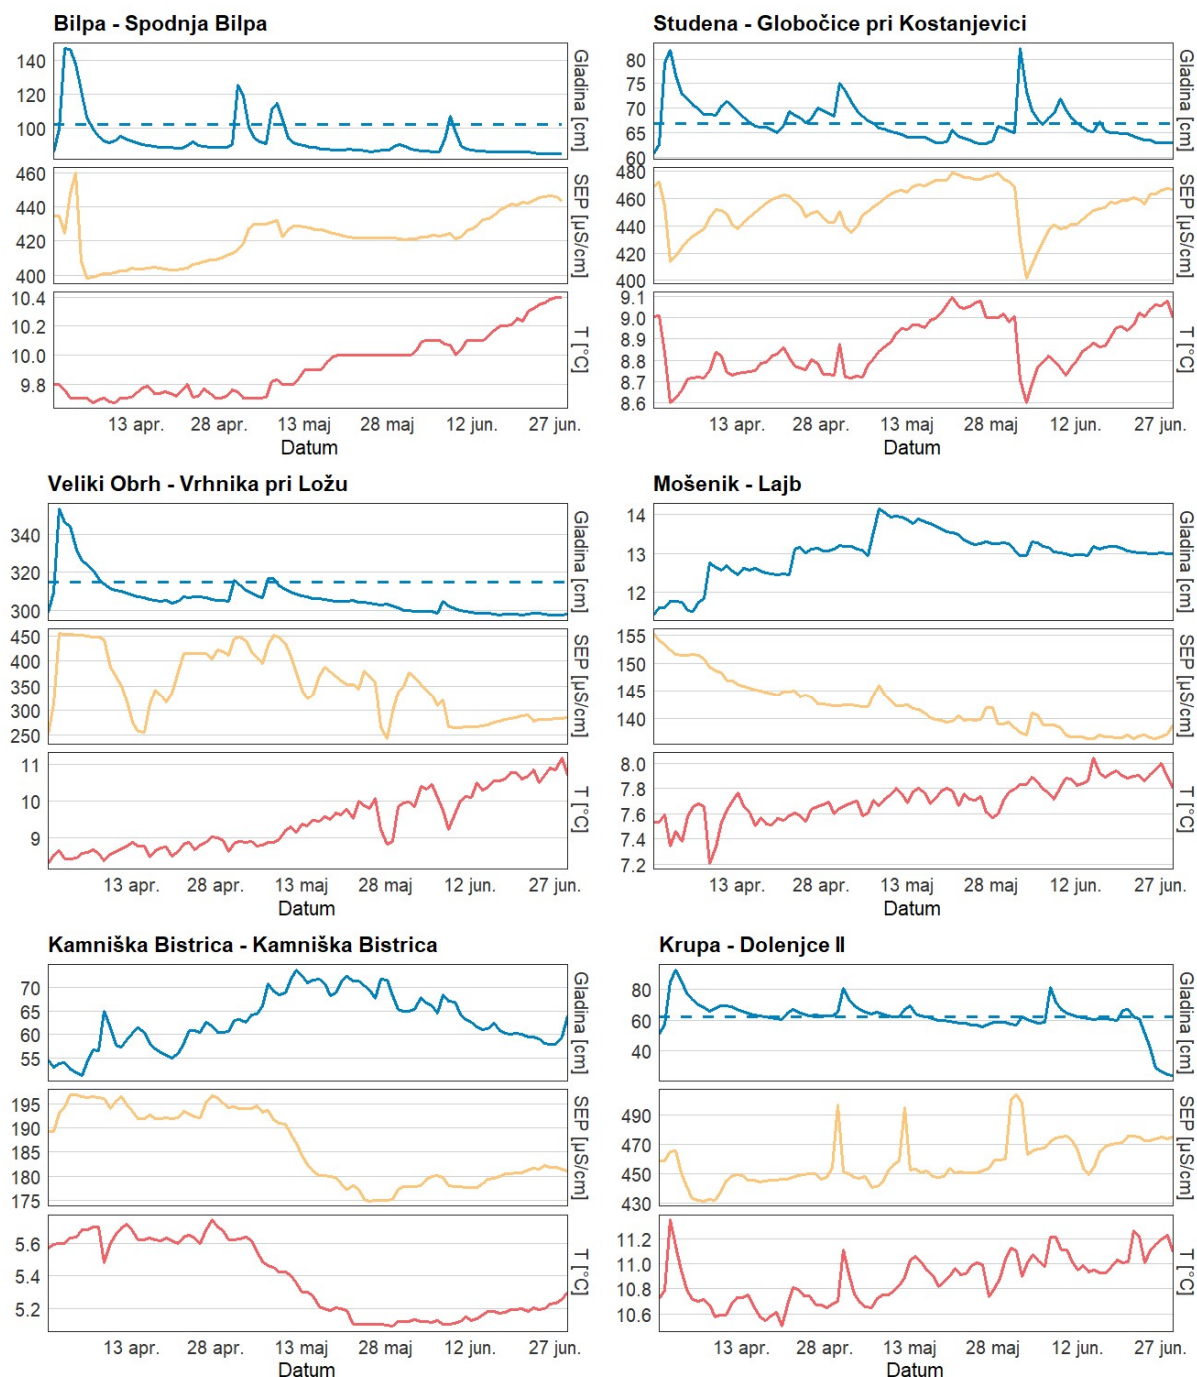 Bilpa - Spodnja Bilpa
140
120
100
Gladina [cm]
460
440
420
400
SEP [µS/cm]
10.4
10.2
10.0
9.8
T [°C]
13 apr. 28 apr. 13 maj 28 maj 12 jun. 27 jun.
Datum
Studena - Globočice pri Kostanjevici
80
75
70
65
60
Gladina [cm]
480
460
440
420
400
SEP [µS/cm]
9.1
9.0
8.8
8.7
8.6
T [°C]
13 apr. 28 apr. 13 maj 28 maj 12 jun. 27 jun.
Datum
Veliki Obrh - Vrhnika pri Ložu
340
320
300
Gladina [cm]
450
400
350
300
250
SEP [µS/cm]
11
10
9
T [°C]
13 apr. 28 apr. 13 maj 28 maj 12 jun. 27 jun.
Datum
Mošenik - Lajb
14
13
12
Gladina [cm]
155
150
145
140
SEP [µS/cm]
8.0
7.8
7.6
7.4
7.2
T [°C]
13 apr. 28 apr. 13 maj 28 maj 12 jun. 27 jun.
Datum
Kamniška Bistrica - Kamniška Bistrica
70
65
60
55
Gladina [cm]
195
190
185
180
175
SEP [µS/cm]
5.6
5.4
5.2
T [°C]
13 apr. 28 apr. 13 maj 28 maj 12 jun. 27 jun.
Datum
Krupa - Dolenjce II
80
60
40
Gladina [cm]
490
470
450
430
SEP [µS/cm]
11.2
11.0
10.8
10.6
T [°C]
13 apr. 28 apr. 13 maj 28 maj 12 jun. 27 jun.
Datum